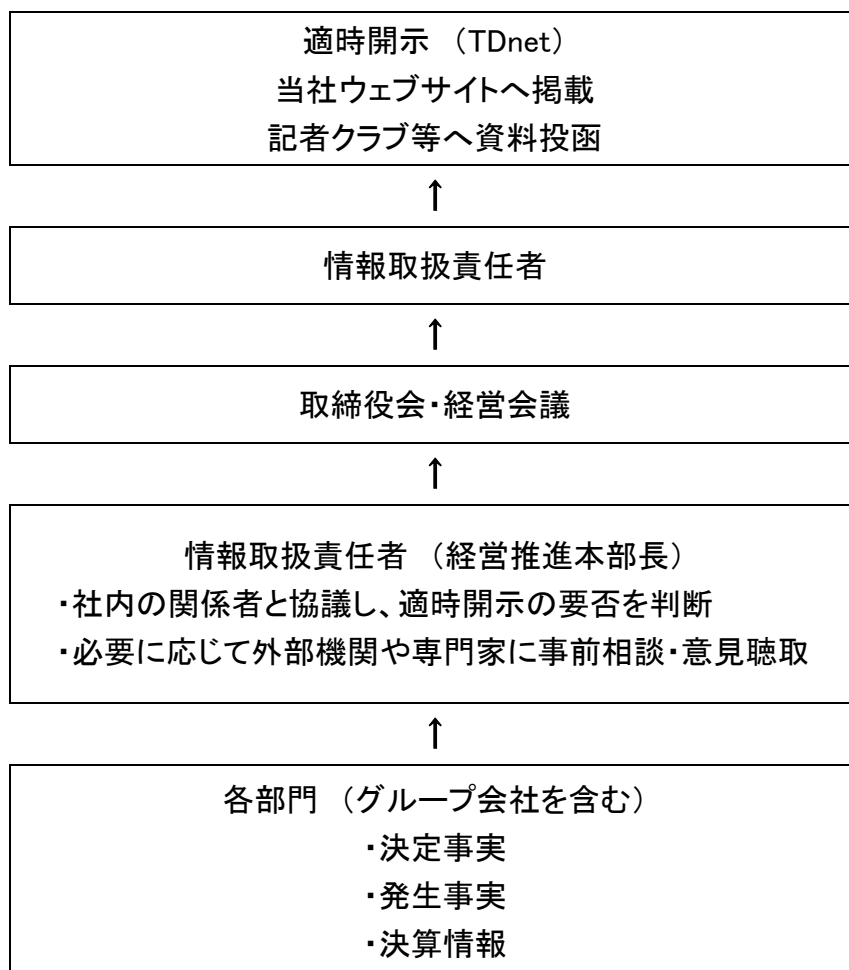 適時開示　（TDnet）
当社ウェブサイトへ掲載
記者クラブ等へ資料投函
↑
情報取扱責任者
↑
取締役会・経営会議
↑
情報取扱責任者　（経営推進本部長）
・社内の関係者と協議し、適時開示の要否を判断
・必要に応じて外部機関や専門家に事前相談・意見聴取
↑
各部門　（グループ会社を含む）
・決定事実
・発生事実
・決算情報